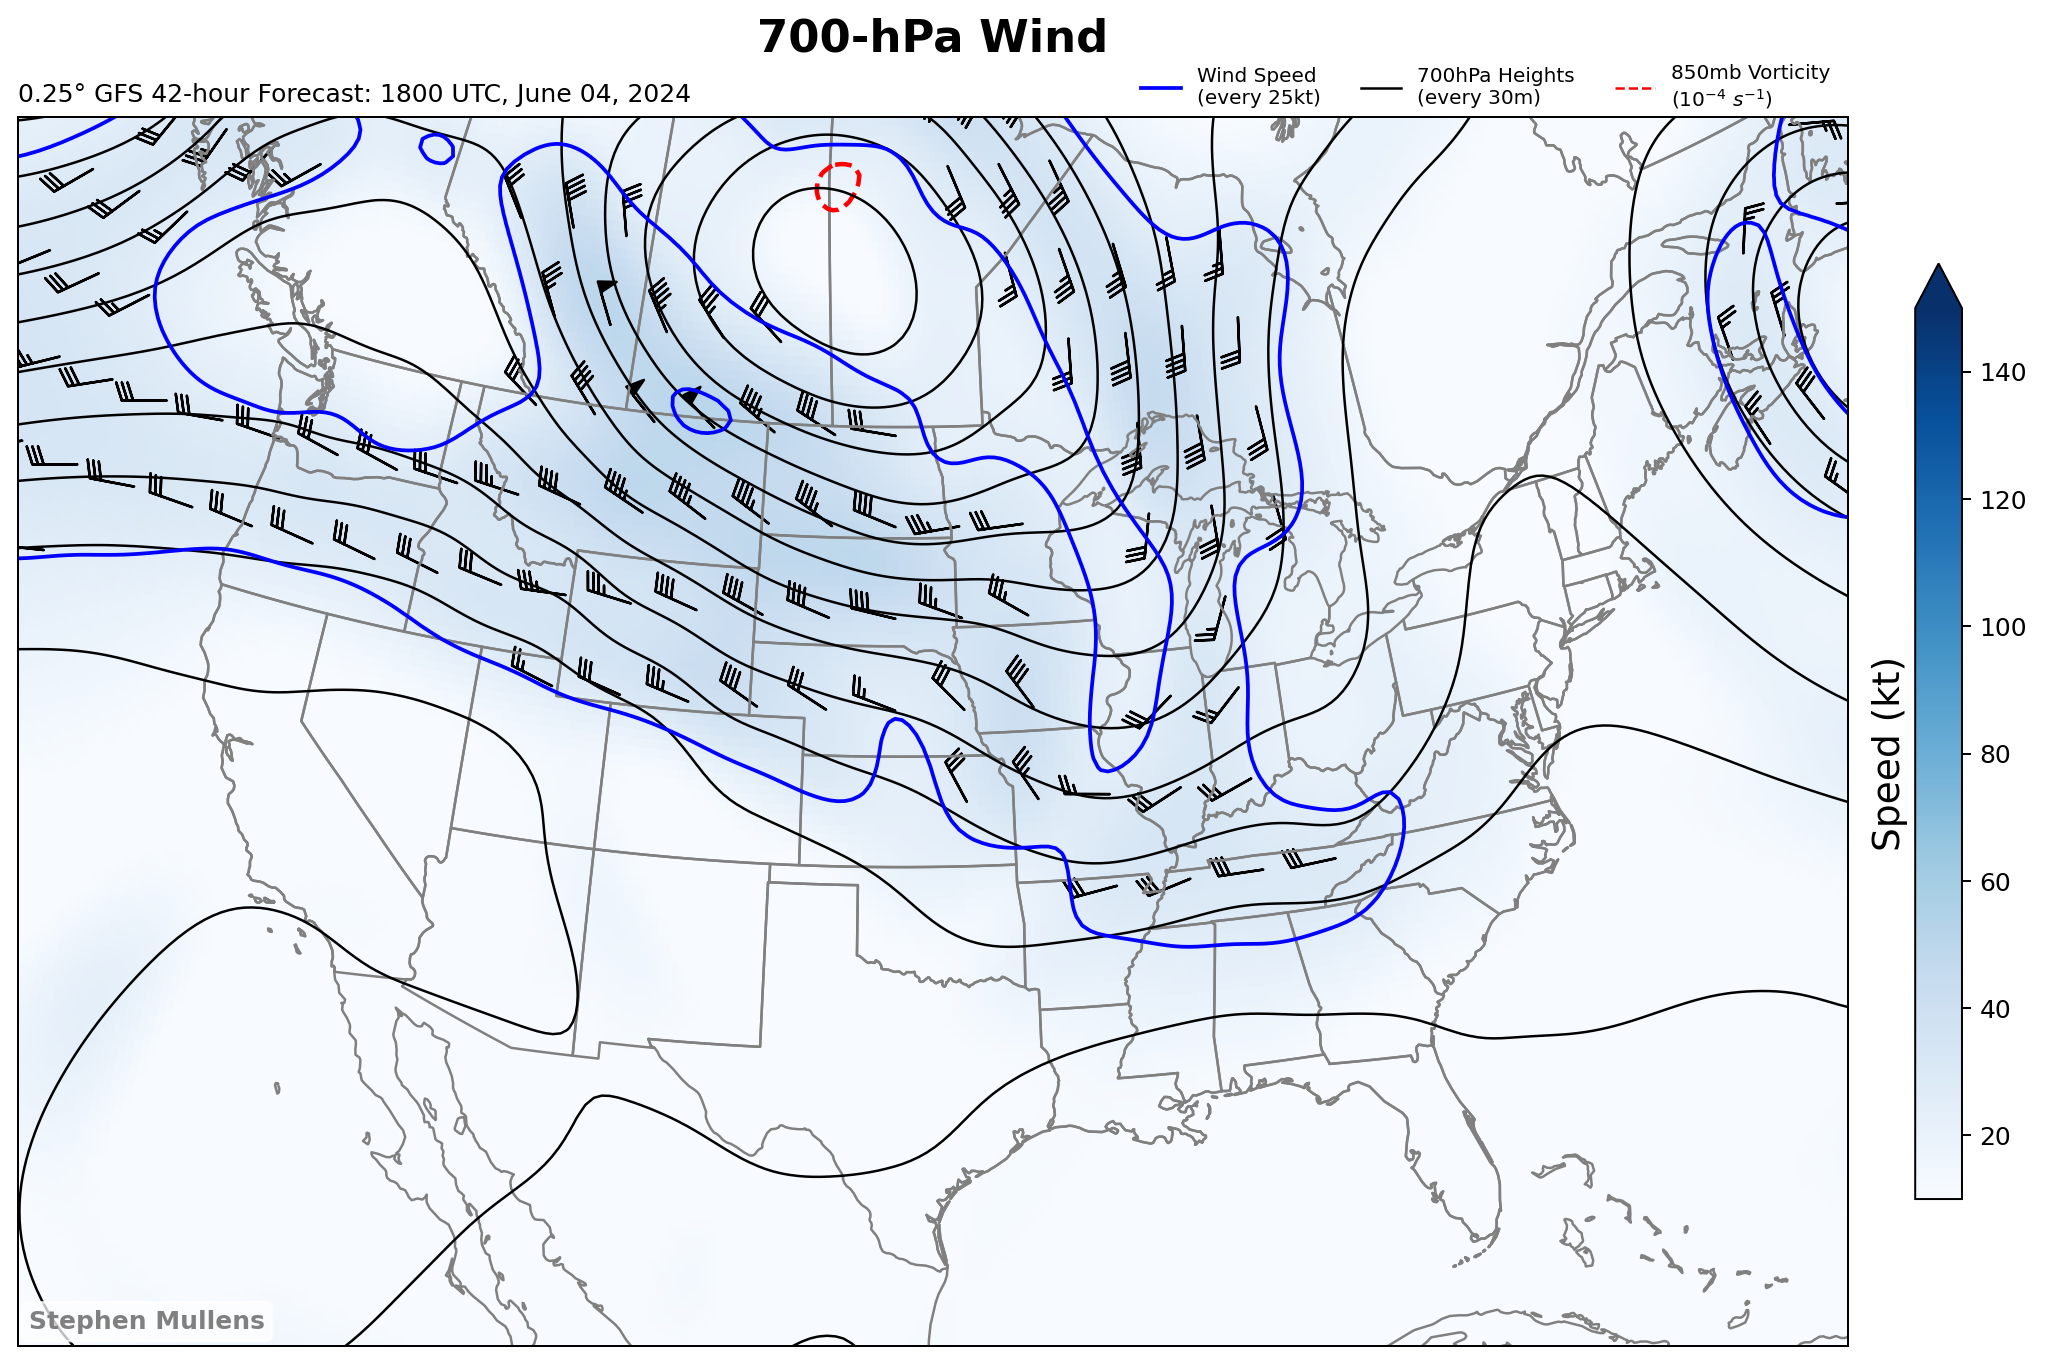 700-hPa Wind
0.25° GFS 42-hour Forecast: 1800 UTC, June 04, 2024
Wind Speed
(every 25kt)
700hPa Heights
(every 30m)
850mb Vorticity
(10⁻⁴ s⁻¹)
140
120
100
80
60
40
20
Speed (kt)
Stephen Mullens